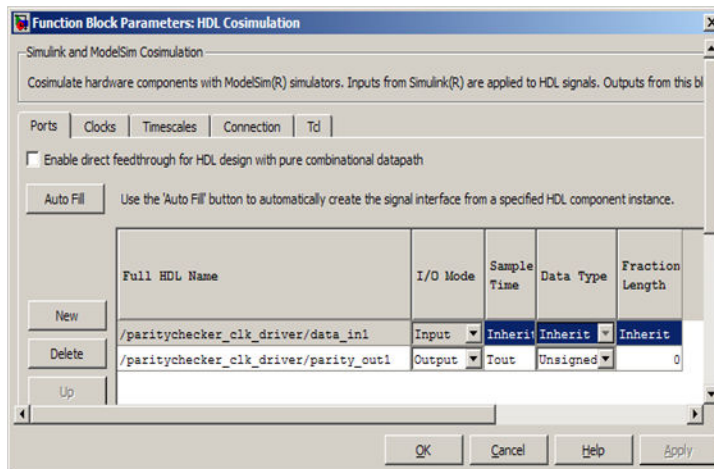 Function Block Parameters: HDL Cosimulation
Simulink and ModelSim Cosimulation
Cosimulate hardware components with ModelSim(R) simulators. Inputs from Simulink(R) are applied to HDL signals. Outputs from this bl
Ports Clocks Timescales Connection Tcl
Enable direct feedthrough for HDL design with pure combinational datapath
Auto Fill Use the 'Auto Fill' button to automatically create the signal interface from a specified HDL component instance.
Full HDL Name I/O Mode Sample Time Data Type Fraction Length
New
/paritychecker_clk_driver/data_in1 Input Inherit Inherit Inherit
Delete
/paritychecker_clk_driver/parity_out1 Output Tout Unsigned 0
Up
OK Cancel Help Apply